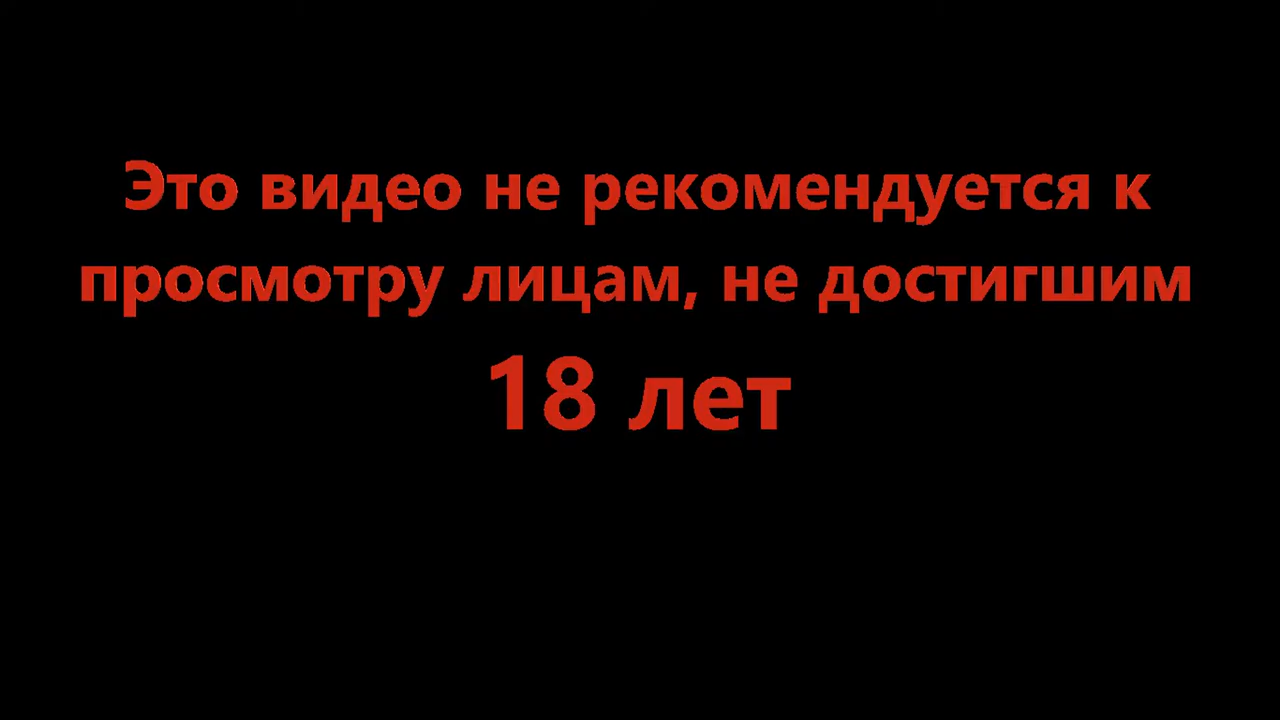 Это видео не рекомендуется к
просмотру лицам, не достигшим
18 лет